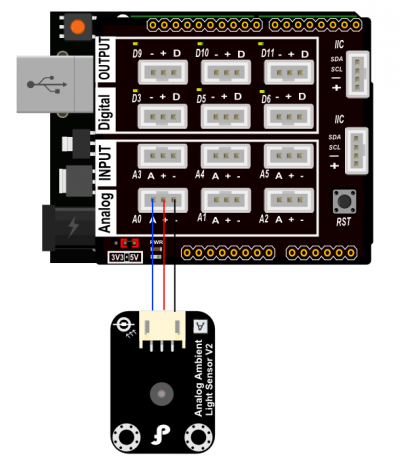 OUTPUT
Digital
INPUT
Analog
D9 - + D
D10 - + D
D11 - + D
D3 - + D
D5 - + D
D6 - + D
A3 A + -
A4 A + -
A5 A + -
A0 A + -
A1 A + -
A2 A + -
IIC
SDA
SCL
-
+
IIC
SDA
SCL
-
+
RST
PWR
3V3 5V
A
Analog Ambient
Light Sensor V2